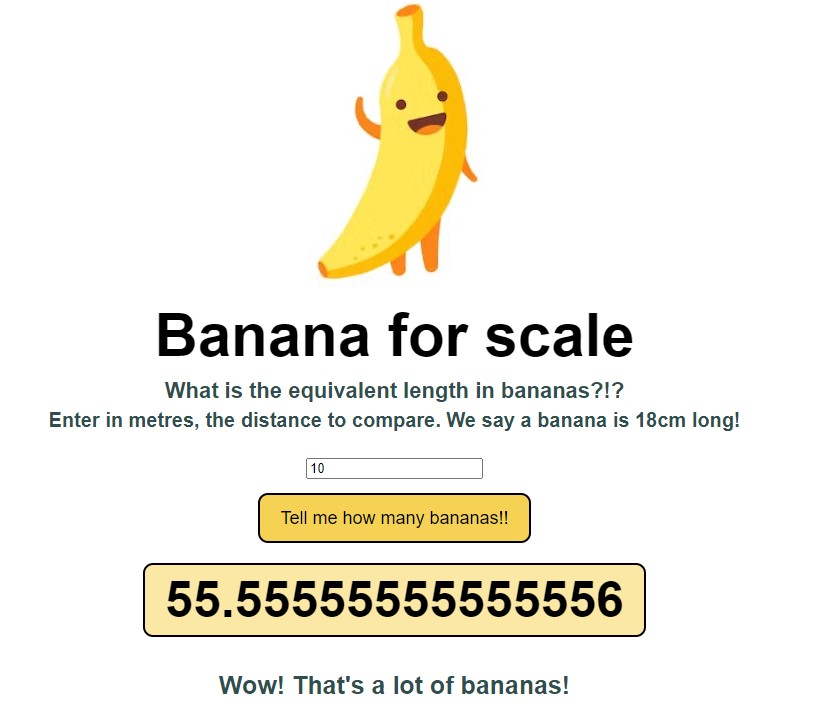 Banana for scale
What is the equivalent length in bananas?!?
Enter in metres, the distance to compare. We say a banana is 18cm long!
10
Tell me how many bananas!!
55.55555555555556
Wow! That's a lot of bananas!